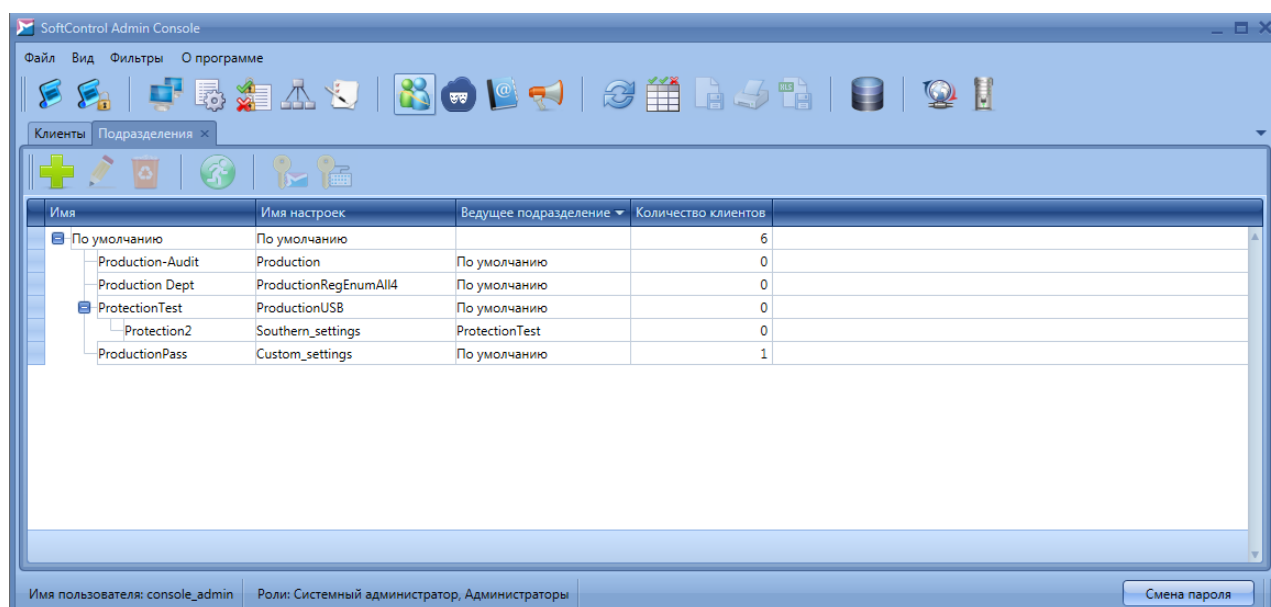 SoftControl Admin Console
Файл Вид Фильтры О программе
Клиенты Подразделения
Имя Имя настроек Ведущее подразделение Количество клиентов
По умолчанию По умолчанию 6
Production-Audit Production По умолчанию 0
Production Dept ProductionRegEnumAll4 По умолчанию 0
ProtectionTest ProductionUSB По умолчанию 0
Protection2 Southern_settings ProtectionTest 0
ProductionPass Custom_settings По умолчанию 1
Имя пользователя: console_admin Роли: Системный администратор, Администраторы Смена пароля